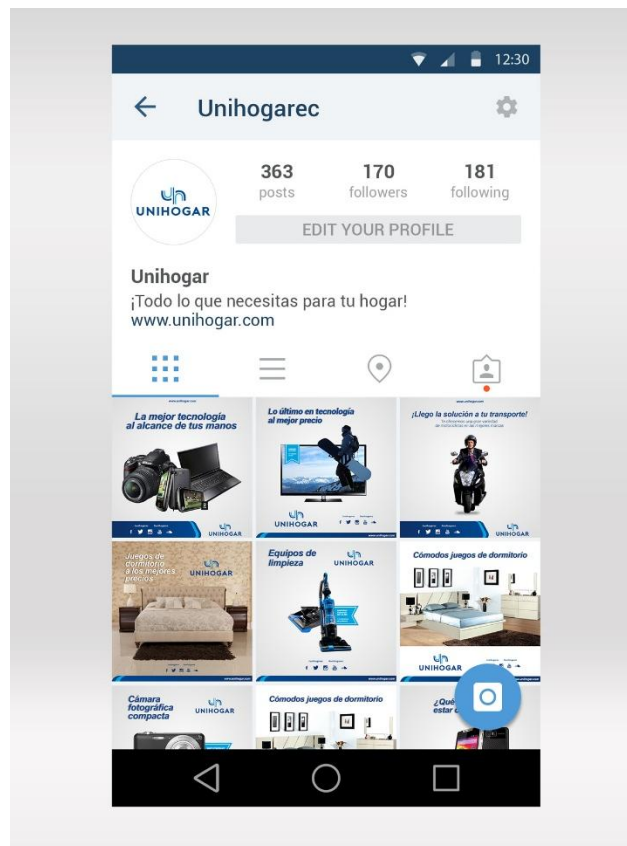 12:30
Unihogarec
363 170 181
posts followers following
UNIHOGAR
EDIT YOUR PROFILE
Unihogar
¡Todo lo que necesitas para tu hogar!
www.unihogar.com
La mejor tecnología
al alcance de tus manos
UNIHOGAR
Lo último en tecnología
al mejor precio
UNIHOGAR
¡Llego la solución a tu transporte!
UNIHOGAR
Juegos de
dormitorio
a los mejores
precios
UNIHOGAR
Equipos de
limpieza
UNIHOGAR
Cómodos juegos de dormitorio
UNIHOGAR
Cámara
fotográfica
compacta
UNIHOGAR
Cómodos juegos de dormitorio
¿Qué
estar